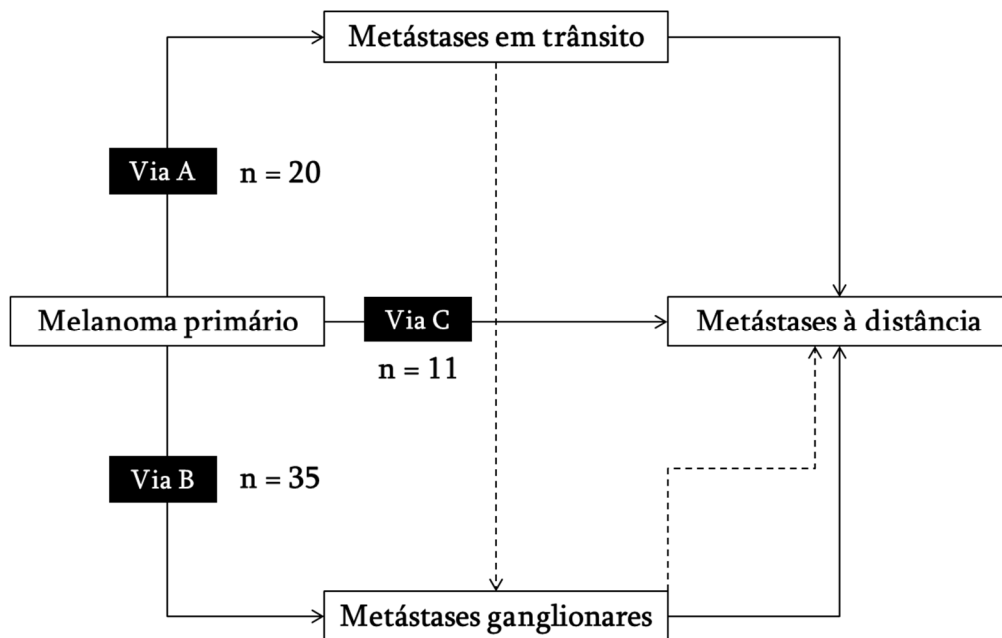 Metástases em trânsito
Via A
n = 20
Melanoma primário
Via C
Metástases à distância
n = 11
Via B
n = 35
Metástases ganglionares